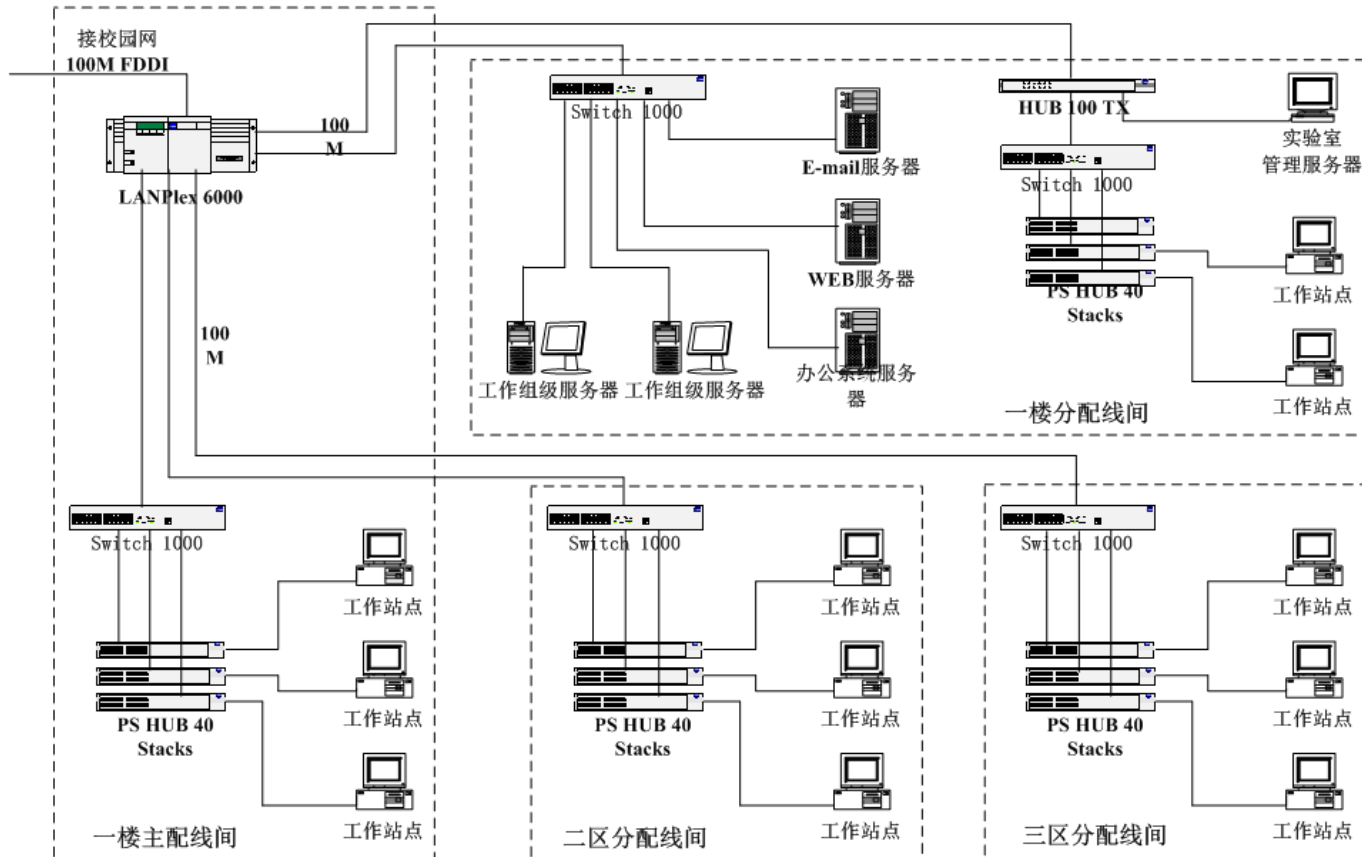 接校园网
100M FDDI
100
M
LANPlex 6000
100
M
Switch 1000
E-mail服务器
WEB服务器
办公系统服务
器
工作组级服务器
工作组级服务器
HUB 100 TX
实验室
管理服务器
Switch 1000
PS HUB 40
Stacks
工作站点
工作站点
一楼分配线间
Switch 1000
工作站点
工作站点
PS HUB 40
Stacks
工作站点
一楼主配线间
Switch 1000
工作站点
工作站点
PS HUB 40
Stacks
工作站点
二区分配线间
Switch 1000
工作站点
工作站点
PS HUB 40
Stacks
工作站点
三区分配线间